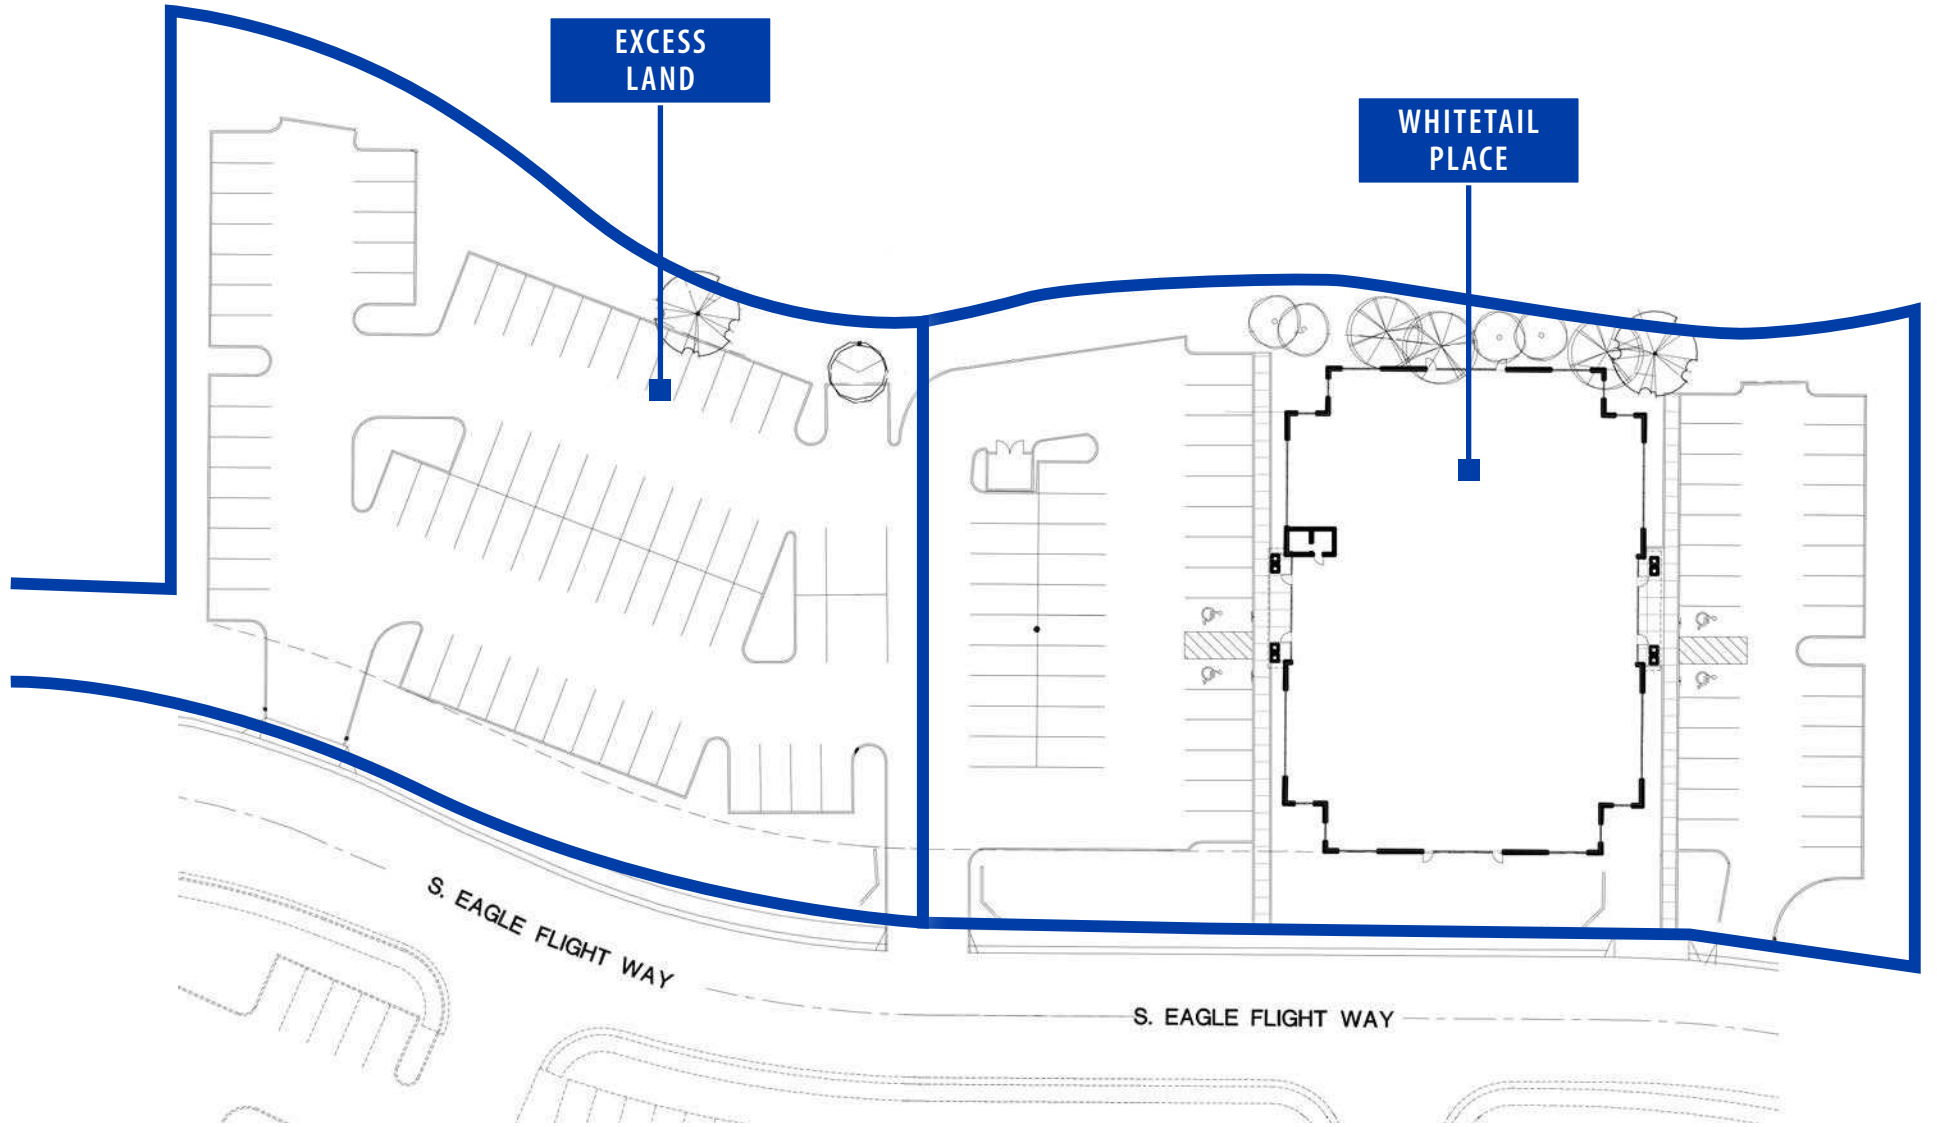 EXCESS
LAND
WHITETAIL
PLACE
S. EAGLE FLIGHT WAY
S. EAGLE FLIGHT WAY